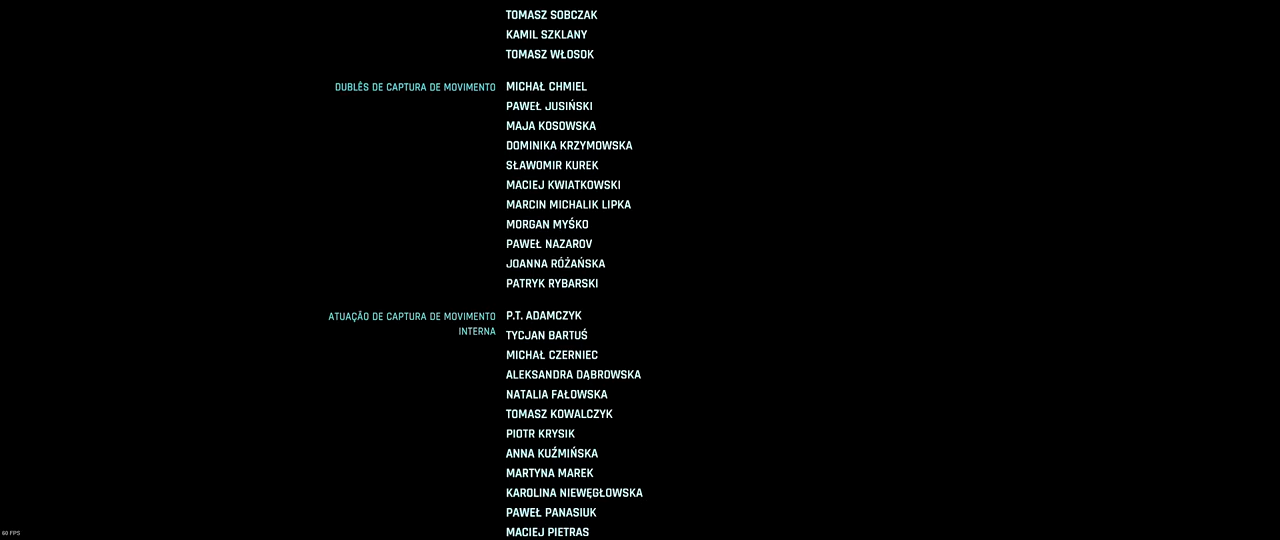 TOMASZ SOBCZAK
KAMIL SZKLANY
TOMASZ WŁOSOK
DUBLÊS DE CAPTURA DE MOVIMENTO
MICHAŁ CHMIEL
PAWEŁ JUSIŃSKI
MAJA KOSOWSKA
DOMINIKA KRZYMOWSKA
SŁAWOMIR KUREK
MACIEJ KWIATKOWSKI
MARCIN MICHALIK LIPKA
MORGAN MYŚKO
PAWEŁ NAZAROV
JOANNA RÓŻAŃSKA
PATRYK RYBARSKI
ATUAÇÃO DE CAPTURA DE MOVIMENTO
INTERNA
P.T. ADAMCZYK
TYCJAN BARTUŚ
MICHAŁ CZERNIEC
ALEKSANDRA DĄBROWSKA
NATALIA FAŁOWSKA
TOMASZ KOWALCZYK
PIOTR KRYSIK
ANNA KUŹMIŃSKA
MARTYNA MAREK
KAROLINA NIEWĘGŁOWSKA
PAWEŁ PANASIUK
MACIEJ PIETRAS
60 FPS